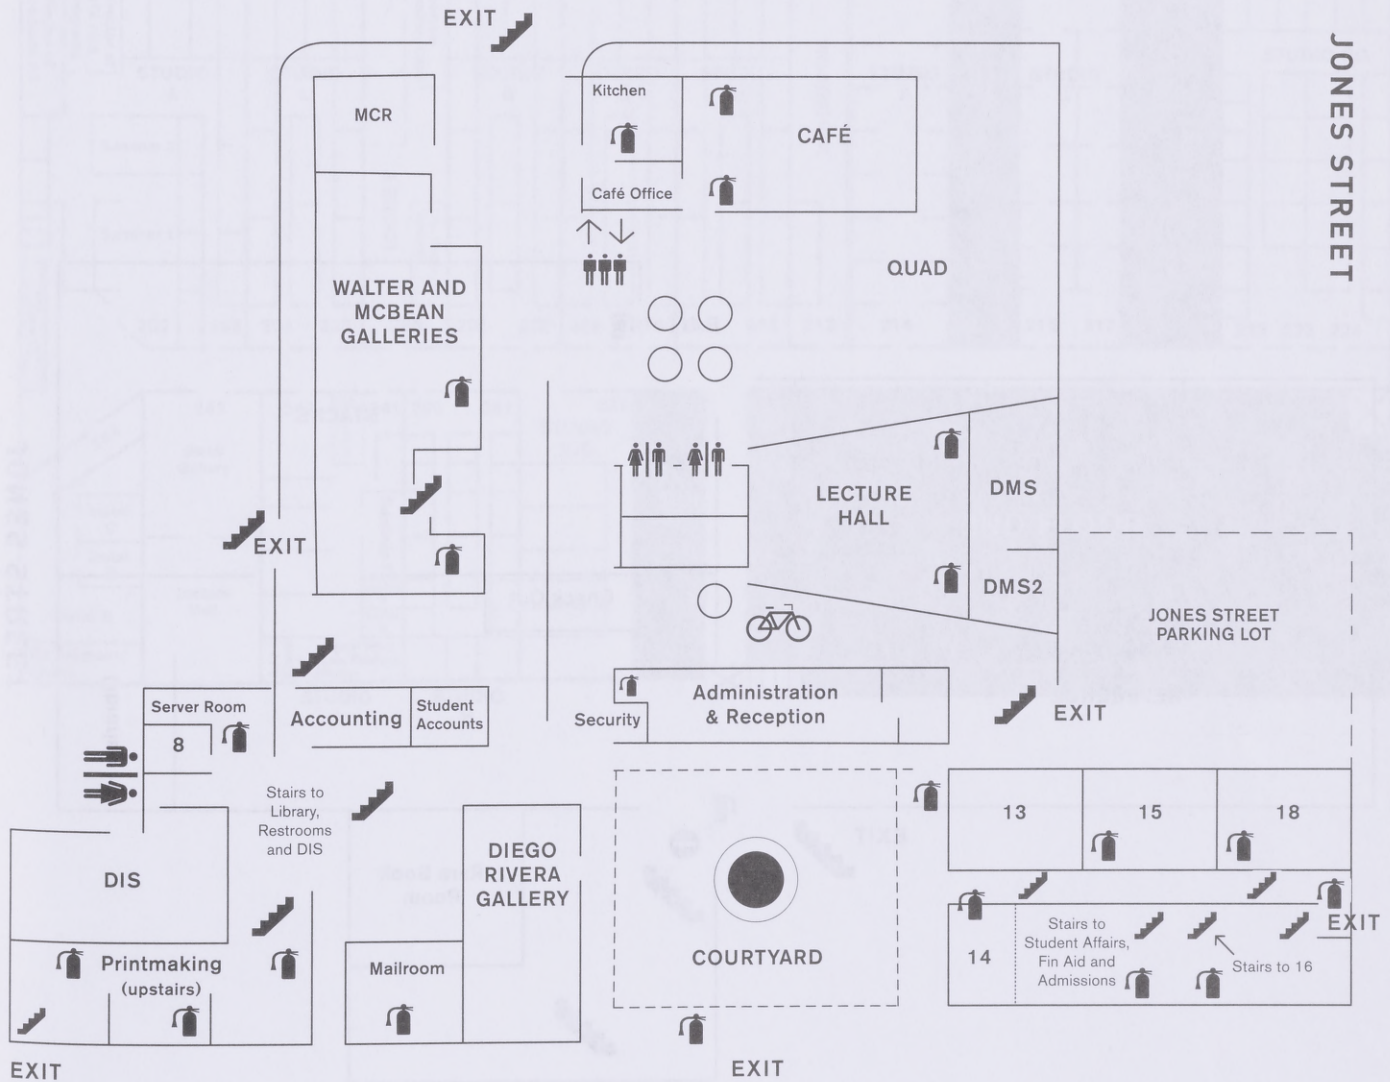 EXIT
JONES STREET
MCR
Kitchen
CAFÉ
Café Office
QUAD
WALTER AND
MCBEAN
GALLERIES
LECTURE
HALL
DMS
DMS2
EXIT
JONES STREET
PARKING LOT
Server Room
8
Accounting
Student
Accounts
Security
Administration
& Reception
EXIT
Stairs to
Library,
Restrooms
and DIS
13
15
18
DIS
DIEGO
RIVERA
GALLERY
COURTYARD
Printmaking
(upstairs)
Mailroom
14
Stairs to
Student Affairs,
Fin Aid and
Admissions
Stairs to 16
EXIT
EXIT
EXIT